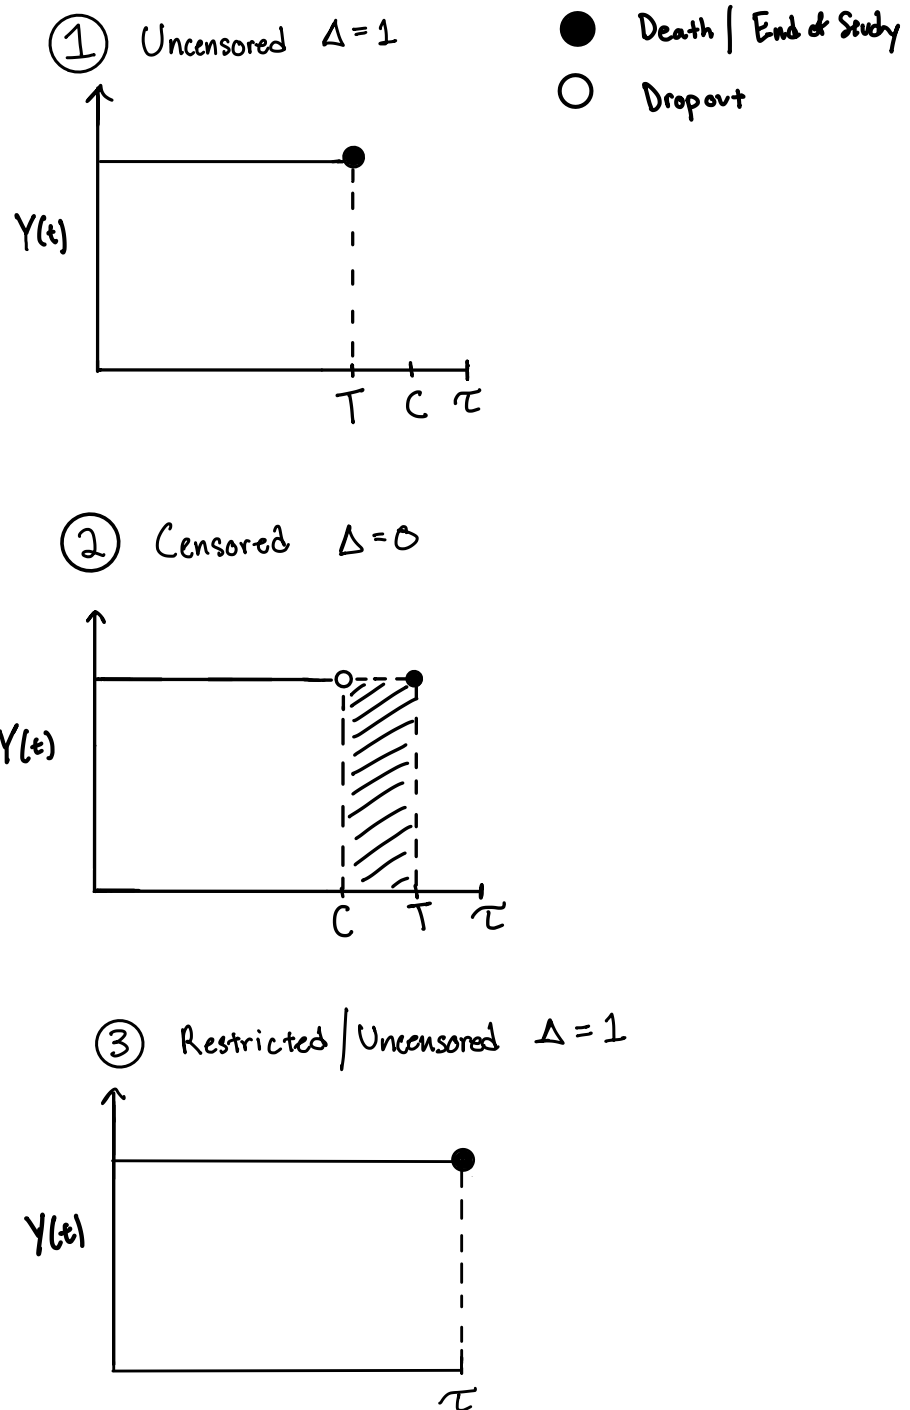 ① Uncensored Δ=1
Death / End of Study
Dropout
Y(t)
T C τ
② Censored Δ=0
Y(t)
C T τ
③ Restricted/Uncensored Δ=1
Y(t)
τ